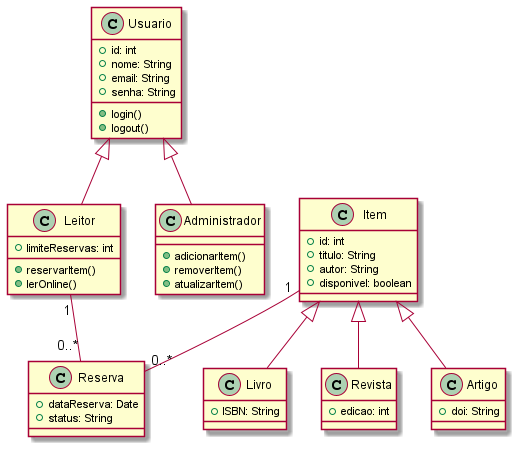 C Usuario
id: int
nome: String
email: String
senha: String
login()
logout()
C Leitor
limiteReservas: int
reservarItem()
lerOnline()
C Administrador
adicionarItem()
removerItem()
atualizarItem()
C Item
id: int
titulo: String
autor: String
disponivel: boolean
1
1
0..*
0..*
C Reserva
dataReserva: Date
status: String
C Livro
ISBN: String
C Revista
edicao: int
C Artigo
doi: String